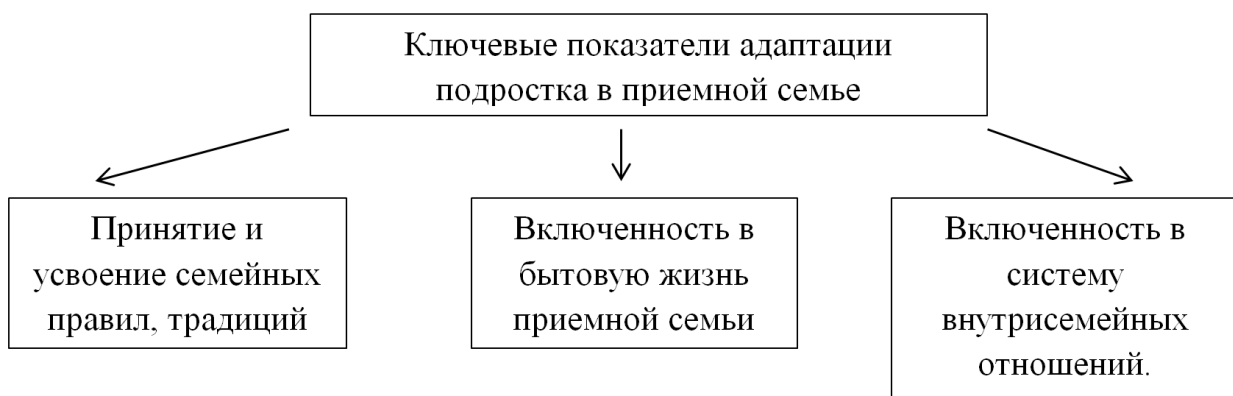 Ключевые показатели адаптации
подростка в приемной семье
Принятие и
усвоение семейных
правил, традиций
Включенность в
бытовую жизнь
приемной семьи
Включенность в
систему
внутрисемейных
отношений.